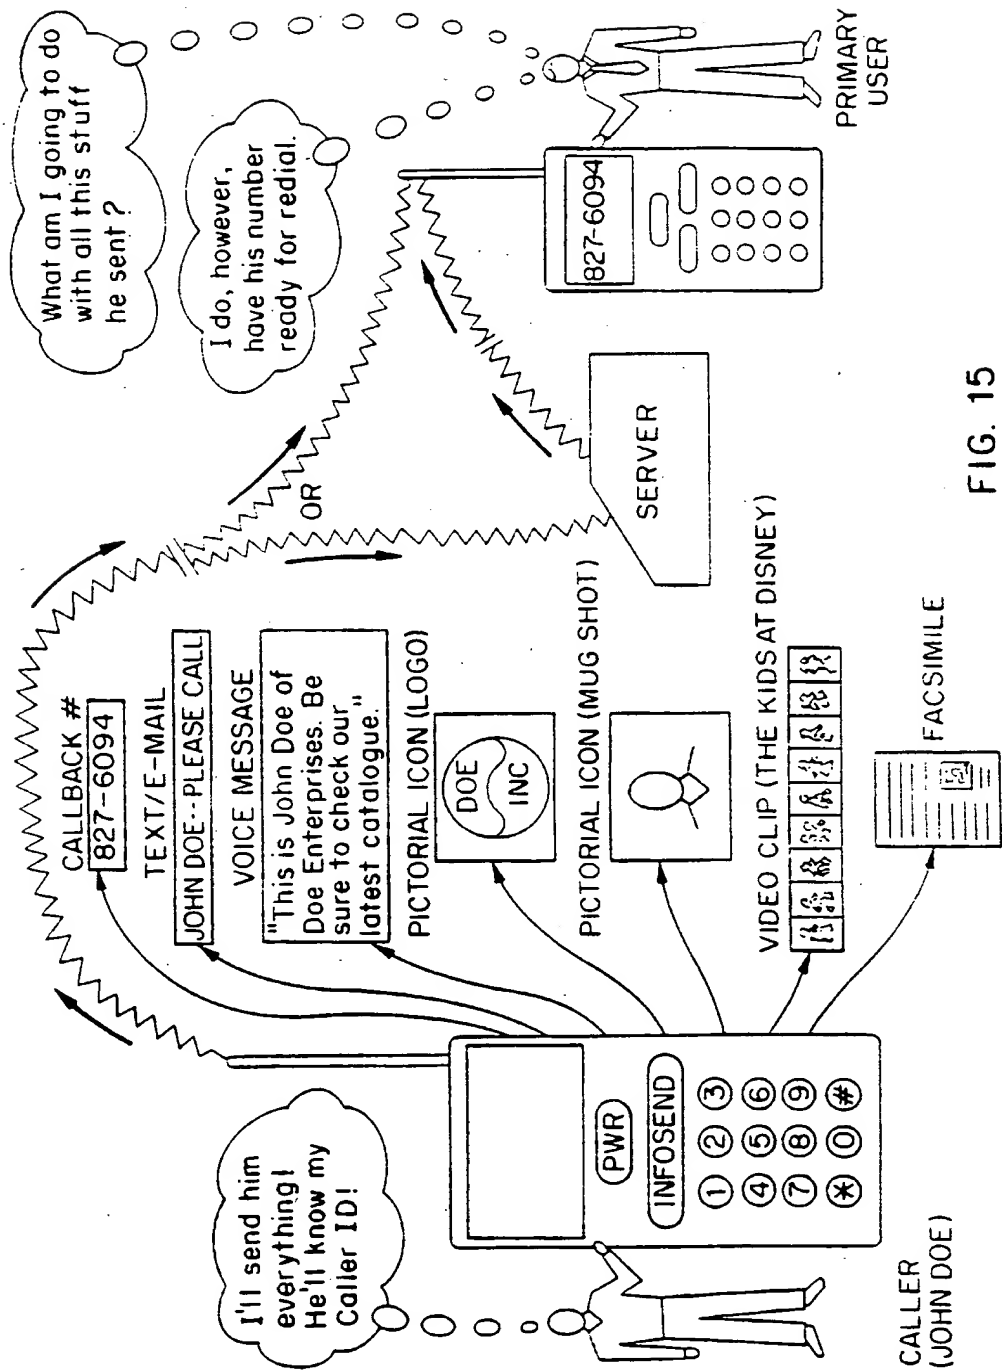 I'll send him
everything!
He'll know my
Caller ID!
CALLER
(JOHN DOE)
PWR
INFOSEND
1 2 3
4 5 6
7 8 9
* 0 #
CALLBACK #
827-6094
TEXT/E-MAIL
JOHN DOE--PLEASE CALL
VOICE MESSAGE
"This is John Doe of
Doe Enterprises. Be
sure to check our
latest catalogue."
PICTORIAL ICON (LOGO)
DOE
INC
PICTORIAL ICON (MUG SHOT)
VIDEO CLIP (THE KIDS AT DISNEY)
FACSIMILE
OR
SERVER
What am I going to do
with all this stuff
he sent?
I do, however,
have his number
ready for redial.
827-6094
PRIMARY
USER
FIG. 15